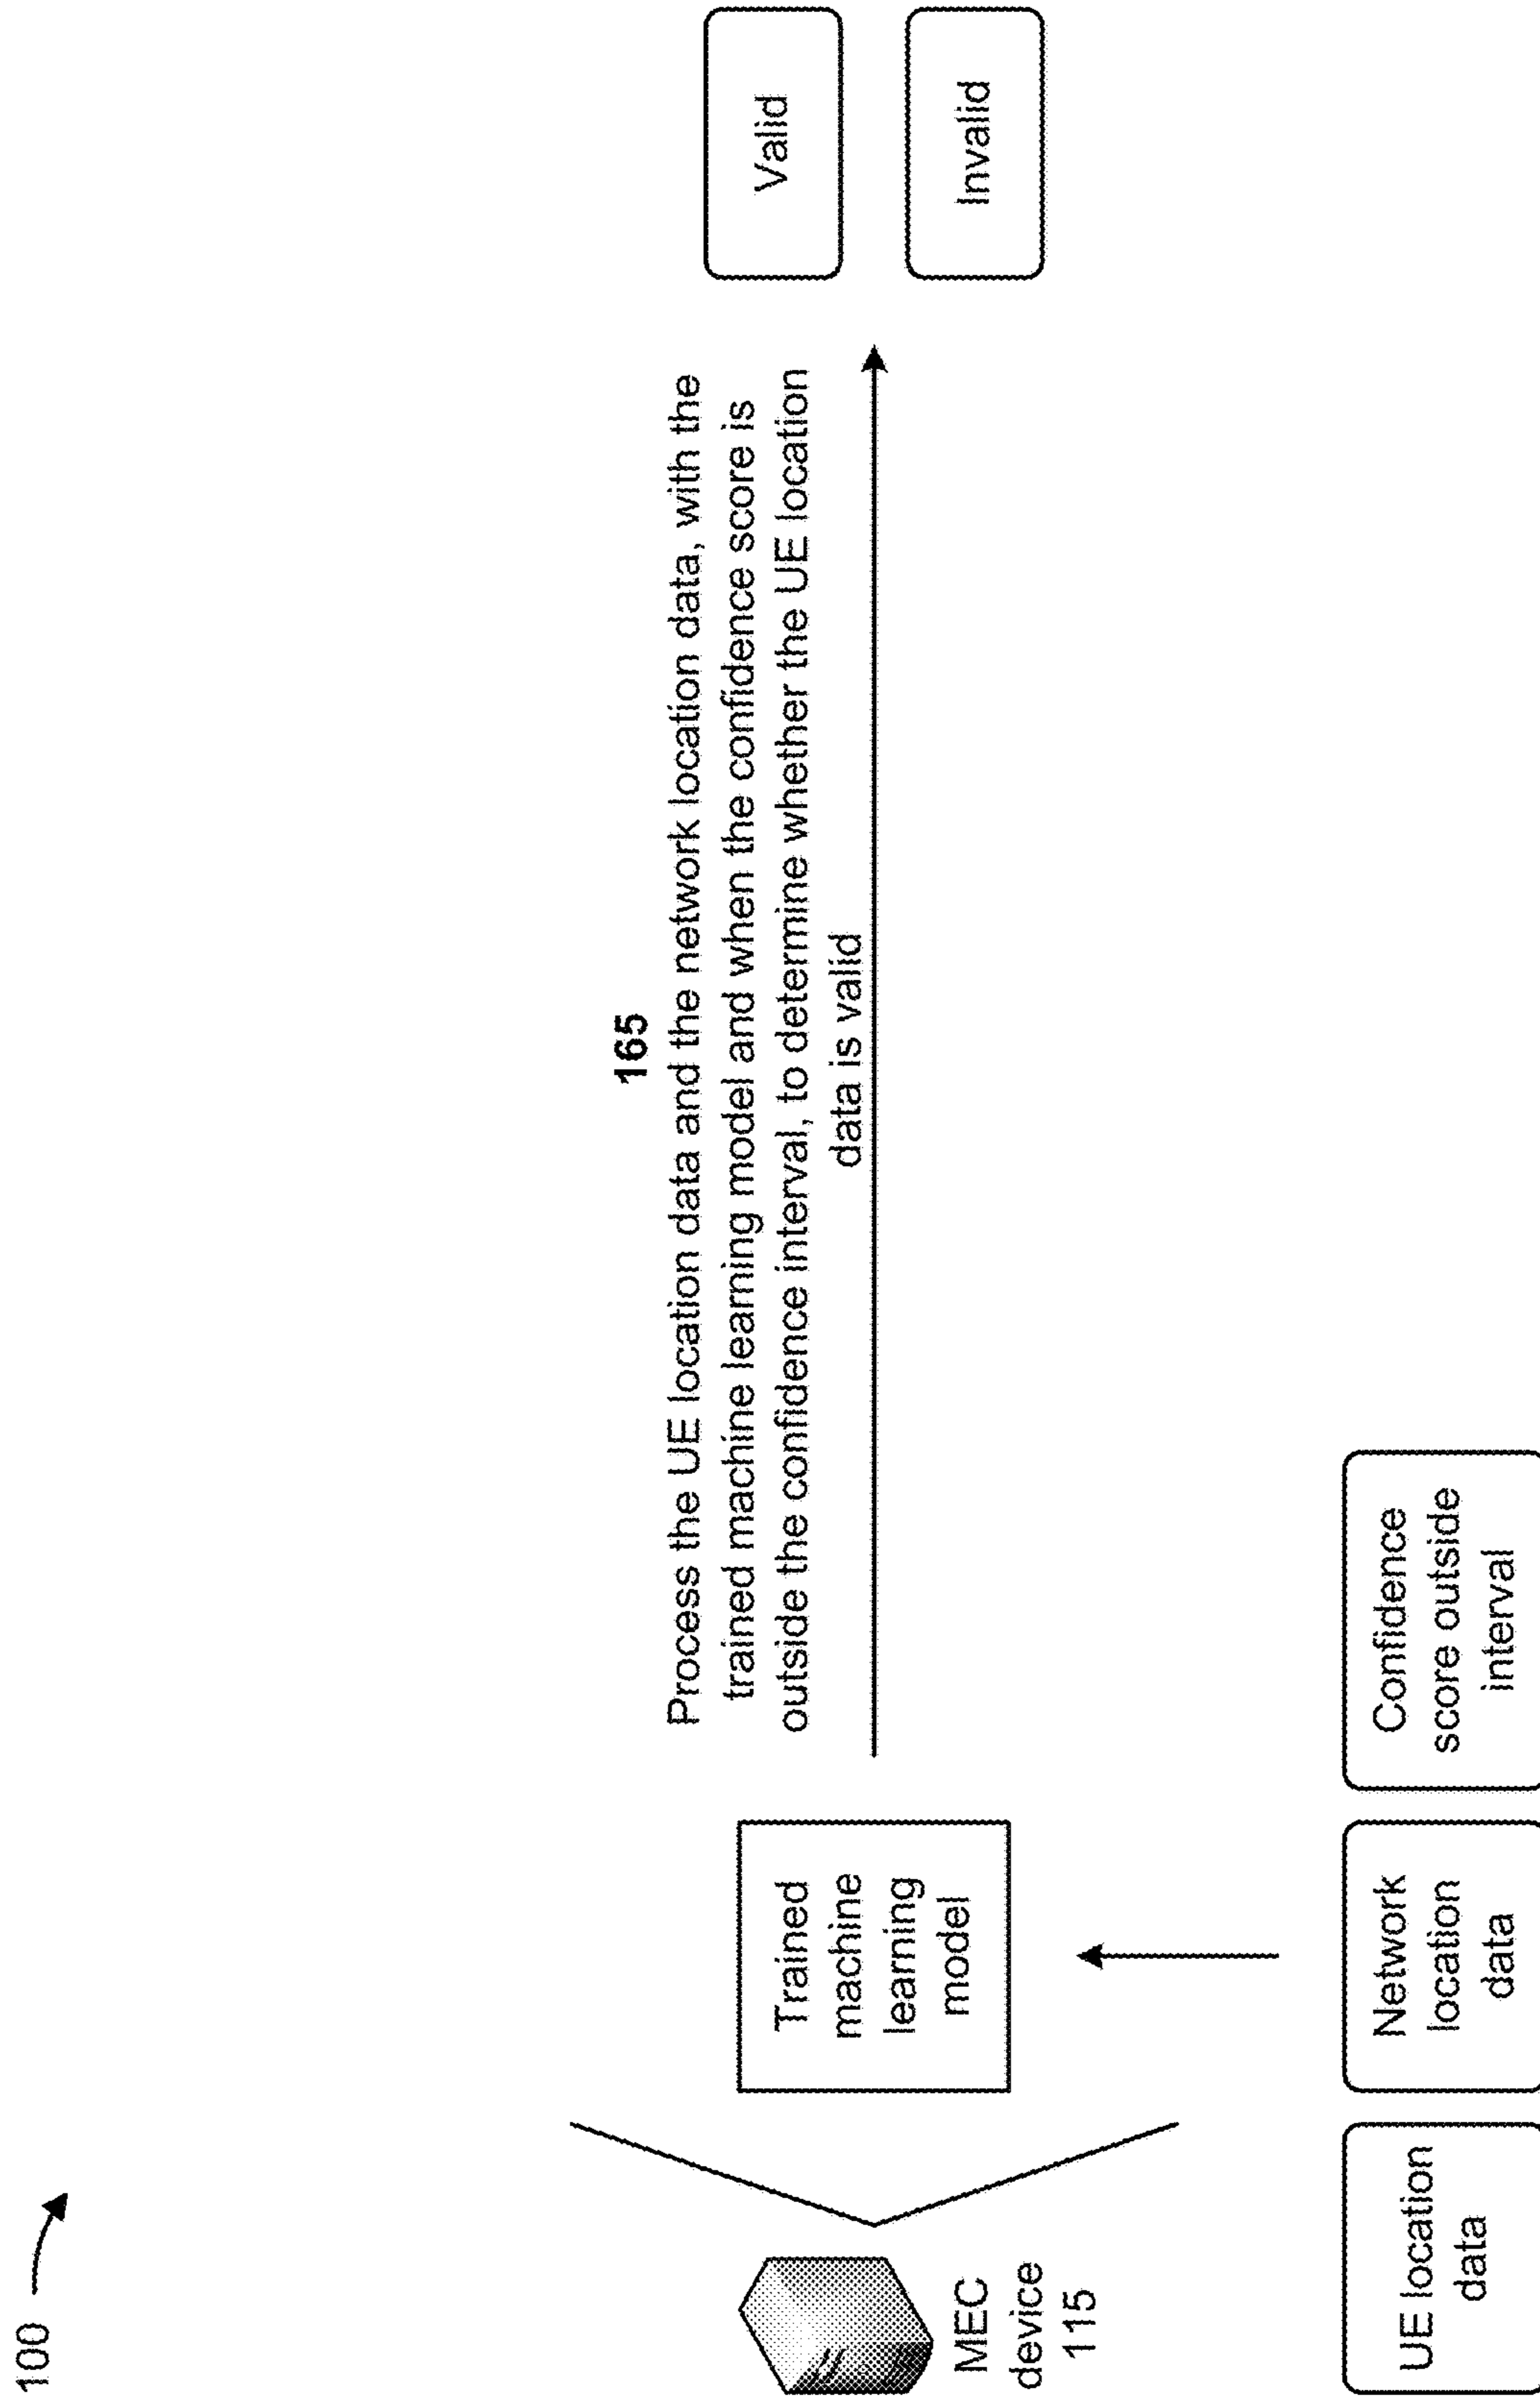 100
165
Process the UE location data and the network location data, with the
trained machine learning model and when the confidence score is
outside the confidence interval, to determine whether the UE location
data is valid
Valid
Invalid
Trained
machine
learning
model
MEC
device
115
UE location
data
Network
location
data
Confidence
score outside
interval